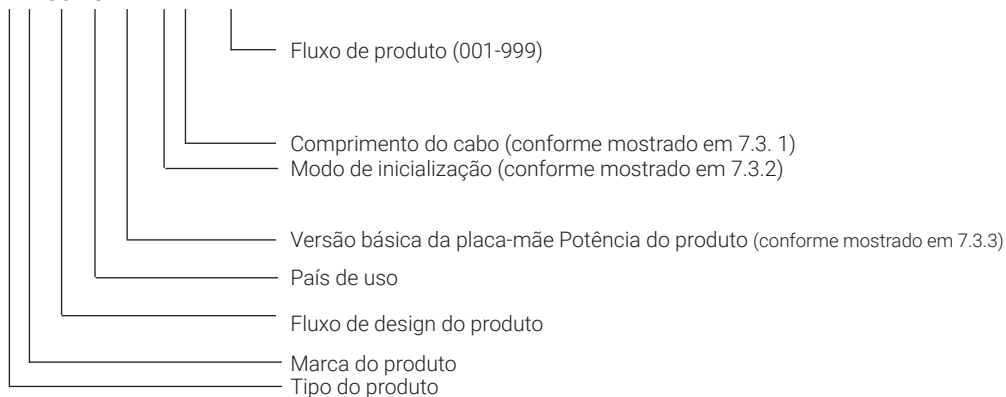 Fluxo de produto (001-999)
Comprimento do cabo (conforme mostrado em 7.3. 1)
Modo de inicialização (conforme mostrado em 7.3.2)
Versão básica da placa-mãe Potência do produto (conforme mostrado em 7.3.3)
País de uso
Fluxo de design do produto
Marca do produto
Tipo do produto